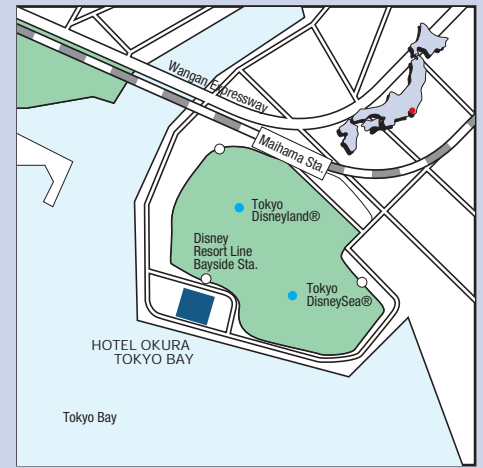 Wangan Expressway
Maihama Sta.
Tokyo
Disneyland®
Disney
Resort Line
Bayside Sta.
Tokyo
DisneySea®
HOTEL OKURA
TOKYO BAY
Tokyo Bay